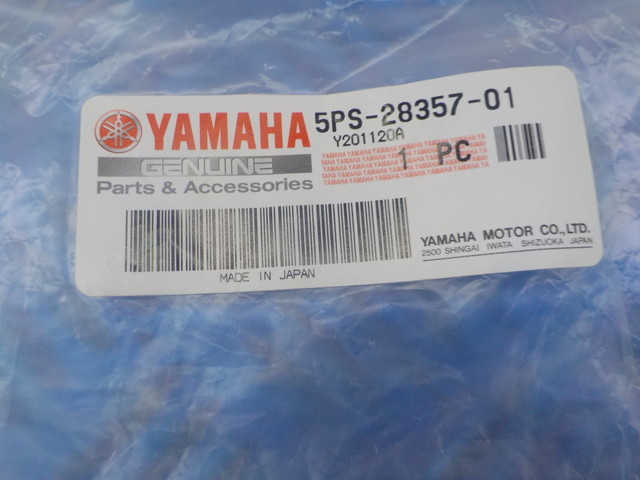 YAMAHA 5PS-28357-01
Y201120A
GENUINE
1 PC
Parts & Accessories
YAMAHA MOTOR CO.,LTD.
2500 SHINGAI IWATA SHIZUOKA JAPAN
MADE IN JAPAN